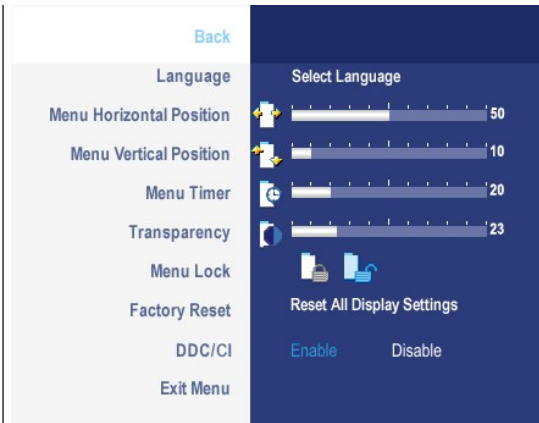 Back
Language Select Language
Menu Horizontal Position 50
Menu Vertical Position 10
Menu Timer 20
Transparency 23
Menu Lock
Factory Reset Reset All Display Settings
DDC/CI Enable Disable
Exit Menu